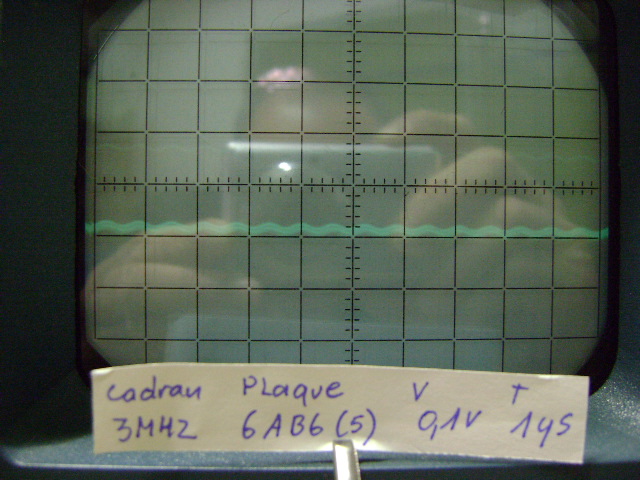 cadran Plaque V T
3MHZ 6AB6(5) 0,1V 1µS